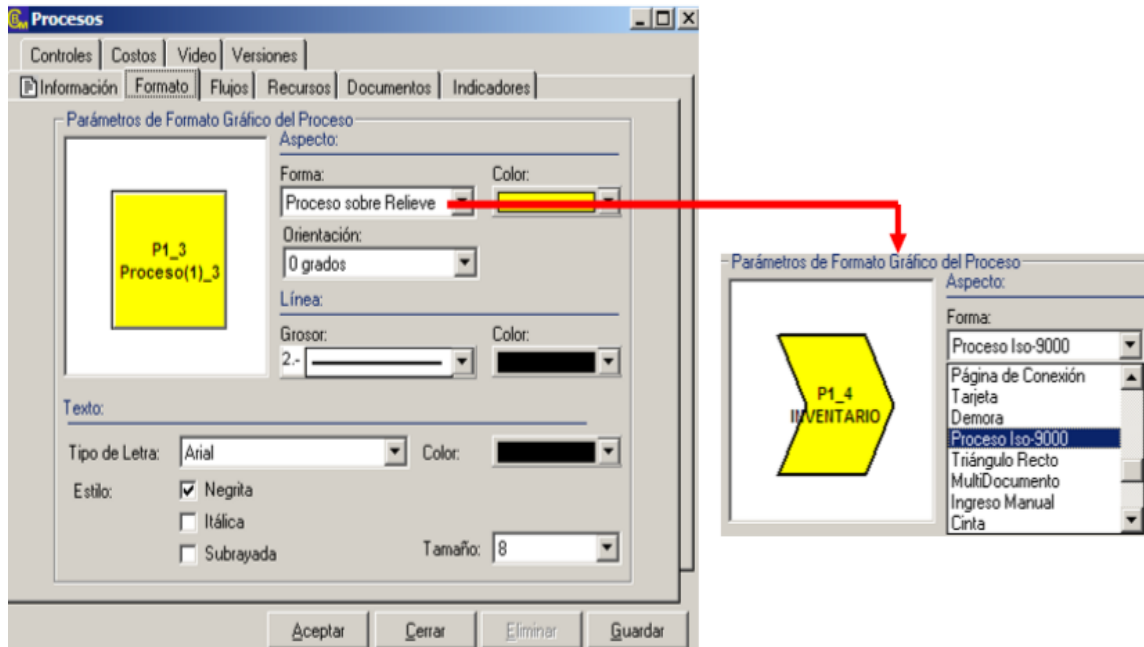 Procesos
Controles Costos Video Versiones
Información Formato Flujos Recursos Documentos Indicadores
Parámetros de Formato Gráfico del Proceso
Aspecto:
Forma: Color:
Proceso sobre Relieve
P1_3
Proceso(1)_3
Orientación:
0 grados
Línea:
Grosor: Color:
2.-
Texto:
Tipo de Letra: Arial Color:
Estilo: Negrita
Itálica
Subrayada
Tamaño: 8
Aceptar Cerrar Eliminar Guardar
Parámetros de Formato Gráfico del Proceso
Aspecto:
Forma:
Proceso Iso-9000
P1_4
INVENTARIO
Página de Conexión
Tarjeta
Demora
Proceso Iso-9000
Triángulo Recto
MultiDocumento
Ingreso Manual
Cinta